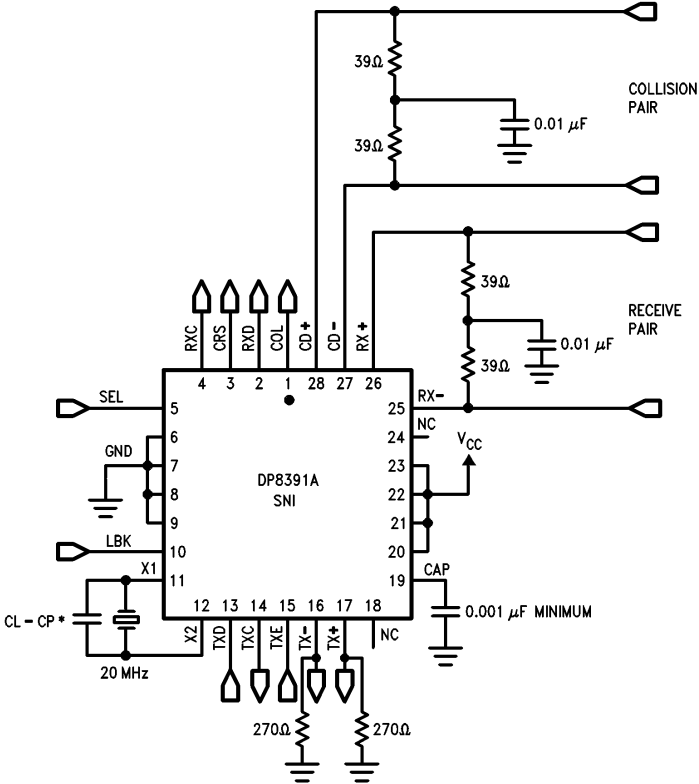 39Ω
COLLISION
PAIR
0.01 μF
39Ω
39Ω
RECEIVE
PAIR
0.01 μF
39Ω
RXC
CRS
RXD
COL
CD+
CD-
RX+
4
3
2
1
28
27
26
SEL
5
25
RX-
NC
6
24
GND
7
23
VCC
DP8391A
SNI
8
22
9
21
LBK
10
20
X1
11
19
CAP
CL-CP*
20 MHz
12
13
14
15
16
17
18
0.001 μF MINIMUM
X2
TXD
TXC
TXE
TX-
TX+
NC
270Ω
270Ω